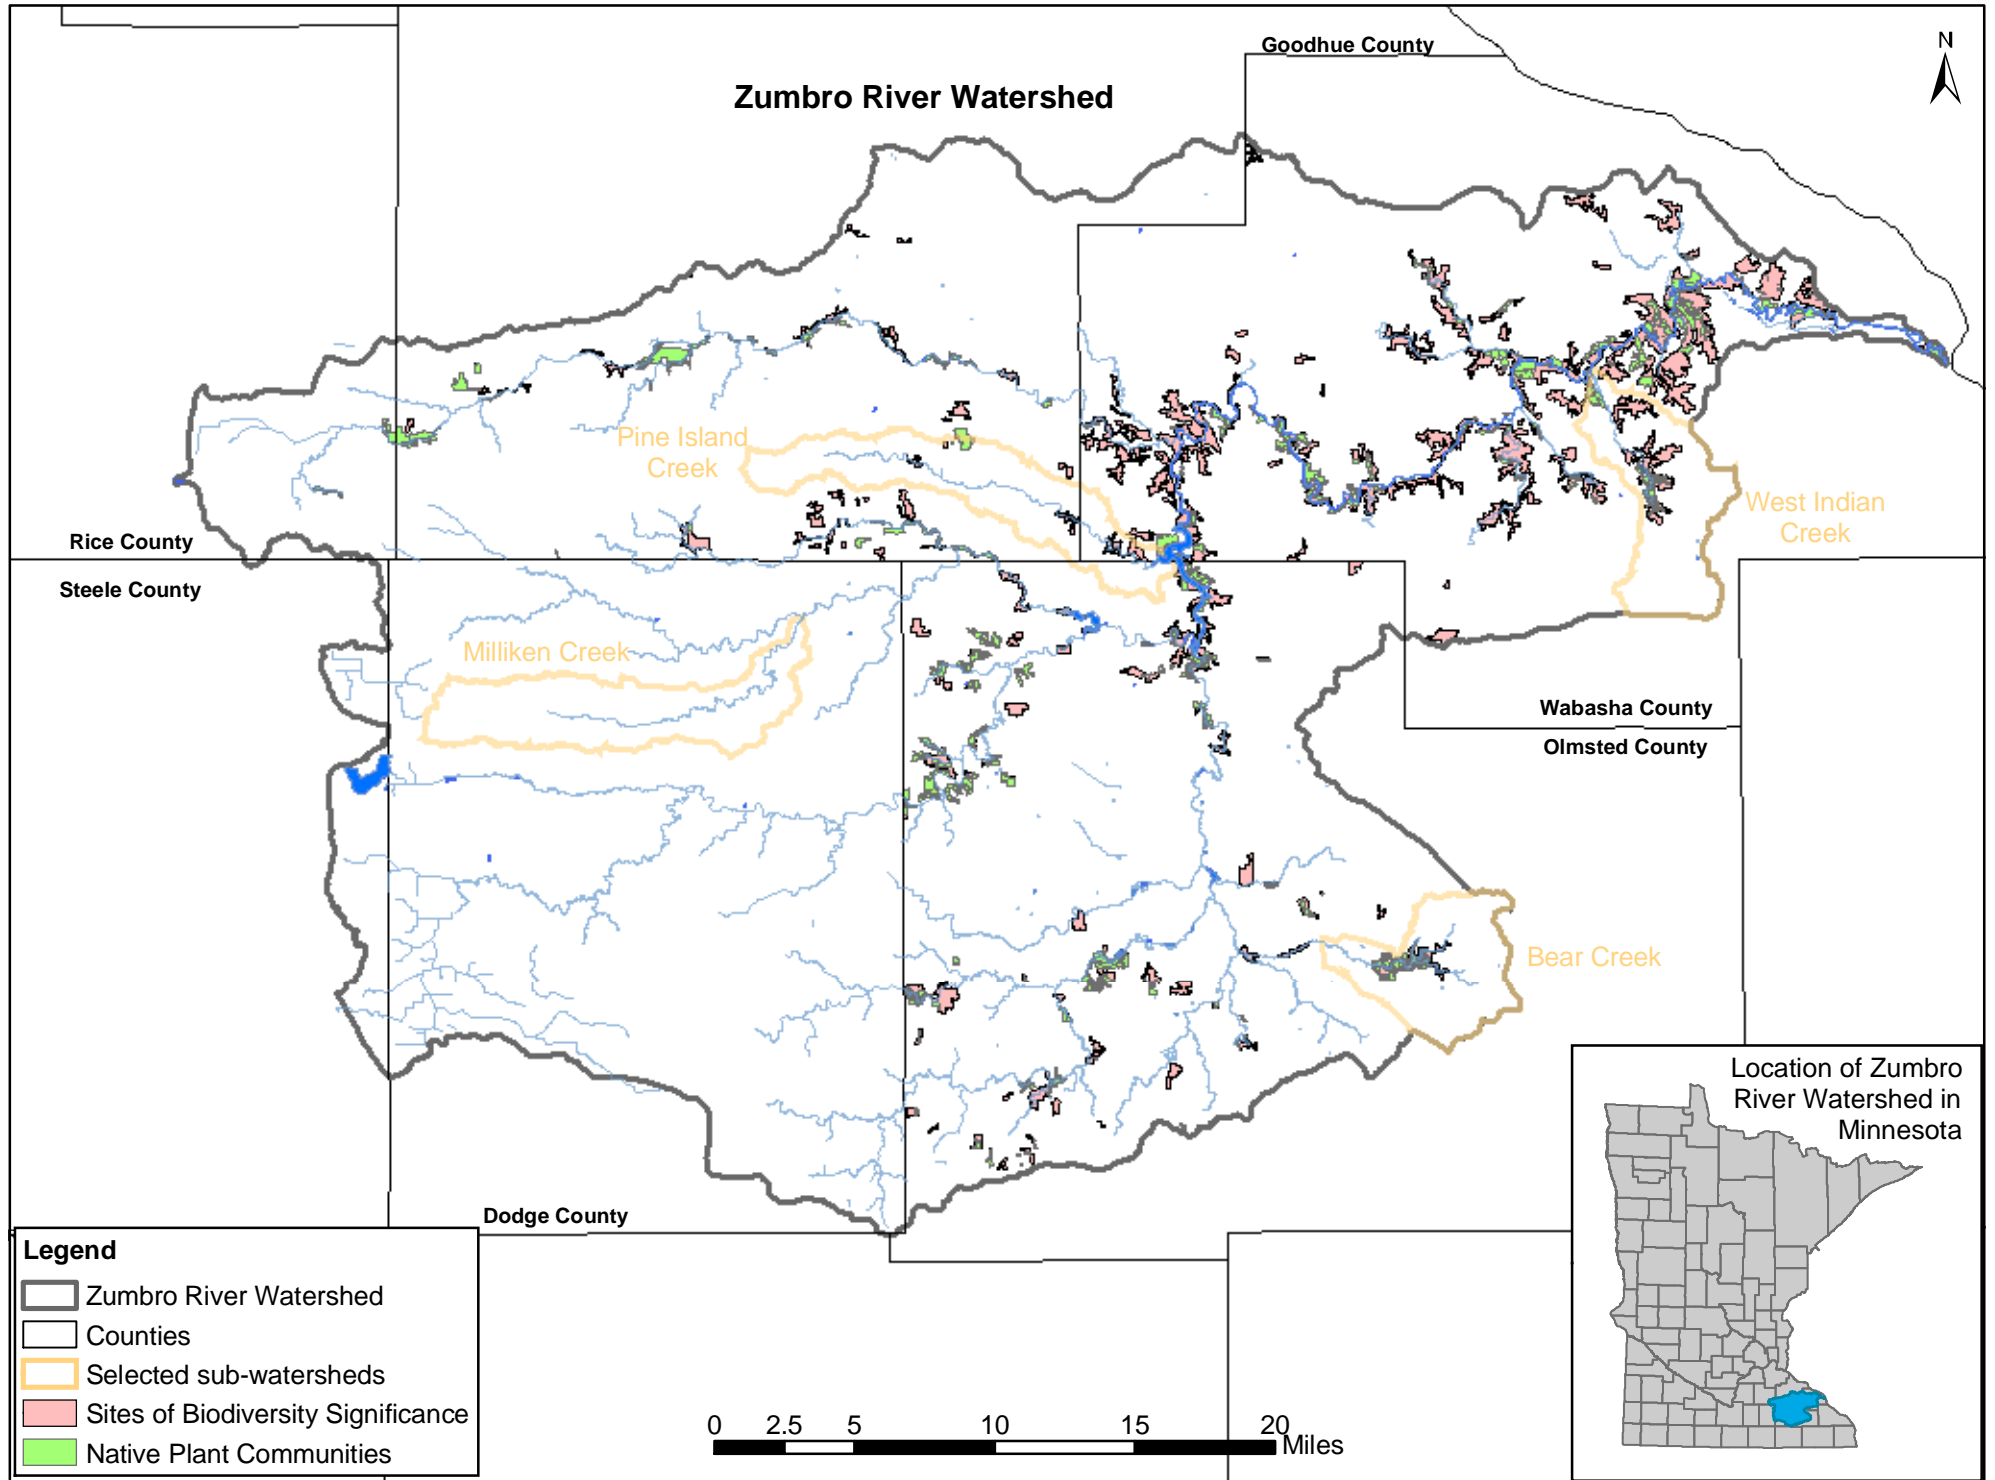 Goodhue County
N
Zumbro River Watershed
Pine Island
Creek
West Indian
Creek
Rice County
Steele County
Milliken Creek
Wabasha County
Olmsted County
Bear Creek
Dodge County
Location of Zumbro
River Watershed in
Minnesota
Legend
Zumbro River Watershed
Counties
Selected sub-watersheds
Sites of Biodiversity Significance
Native Plant Communities
0 2.5 5 10 15 20
Miles